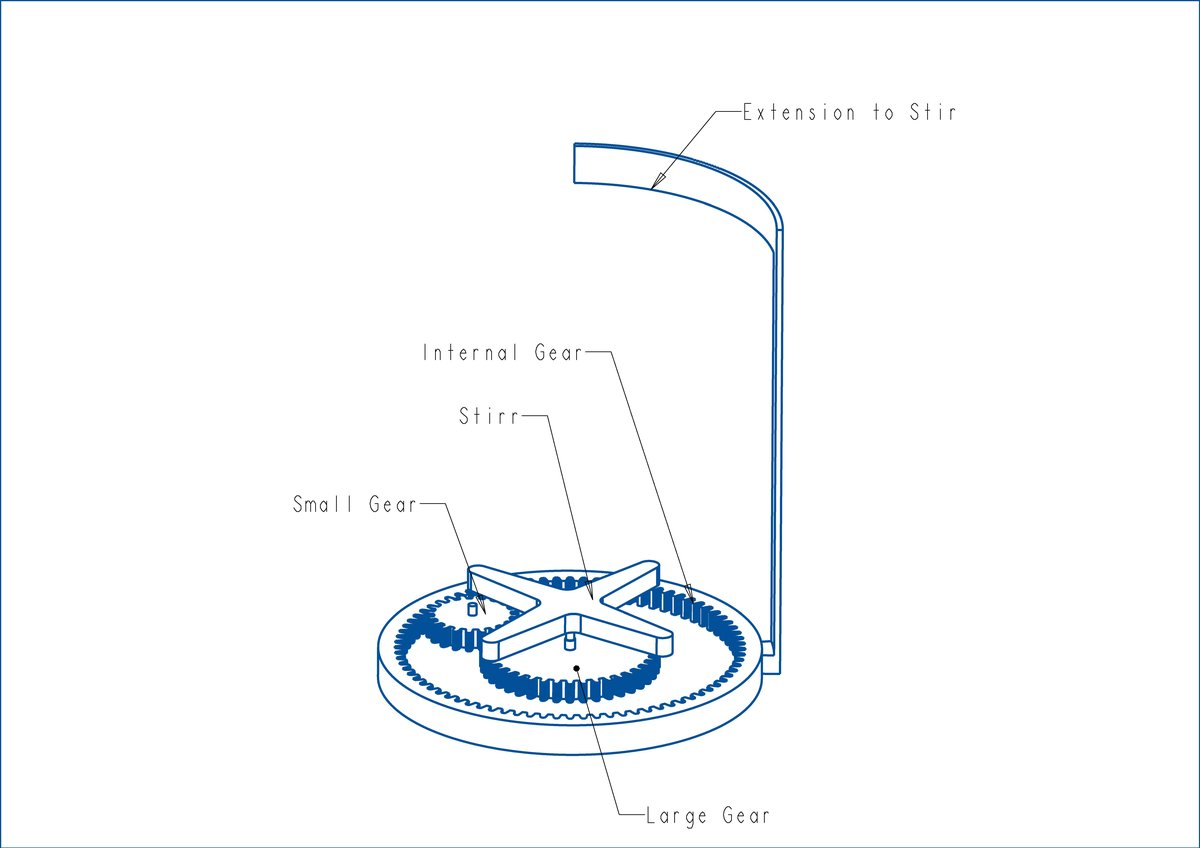 Extension to Stir
Internal Gear
Stirr
Small Gear
Large Gear